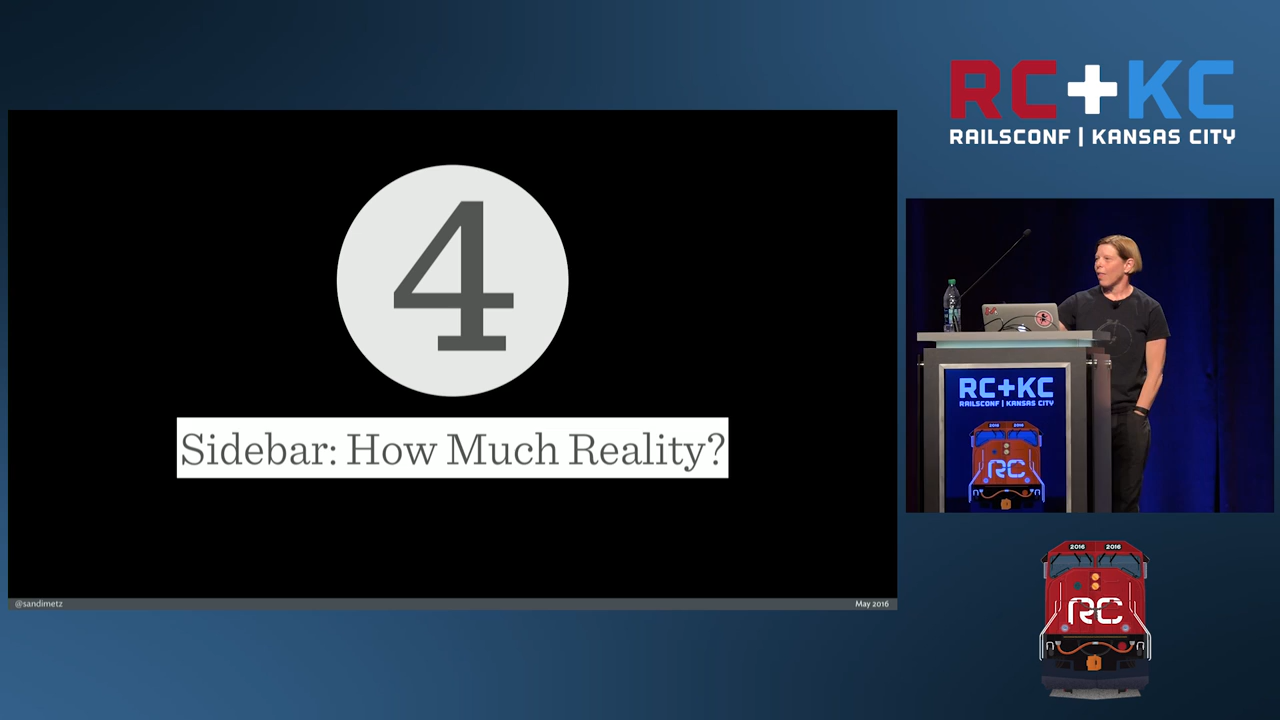 4
Sidebar: How Much Reality?
@sandimetz
May 2016
RC+KC
RAILSCONF | KANSAS CITY
RC+KC
RAILSCONF | KANSAS CITY
RC
2016 2016
RC